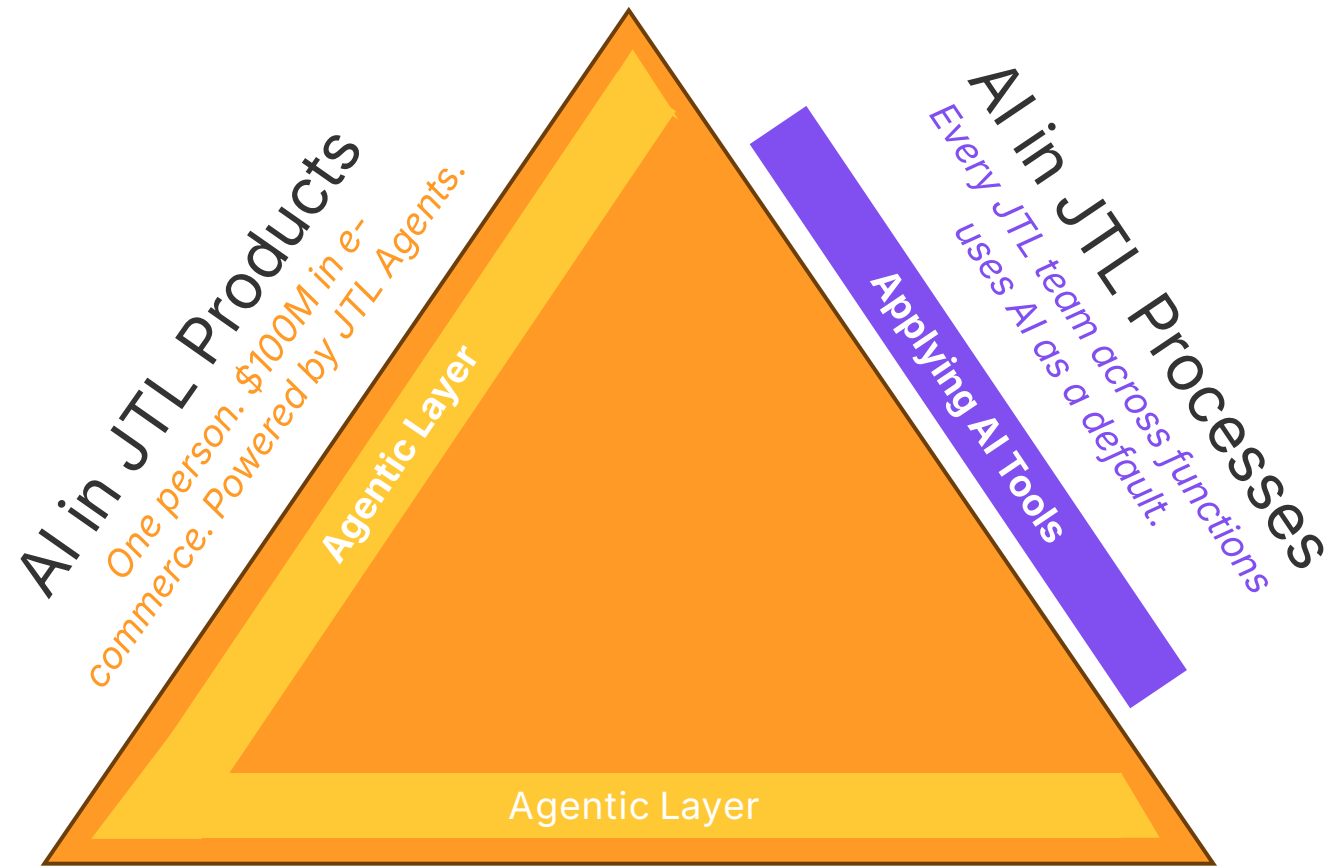 AI in JTL Products
One person. $100M in e-
commerce. Powered by JTL Agents.
Agentic Layer
AI in JTL Processes
Every JTL team across functions
uses AI as a default.
Applying AI Tools
Agentic Layer